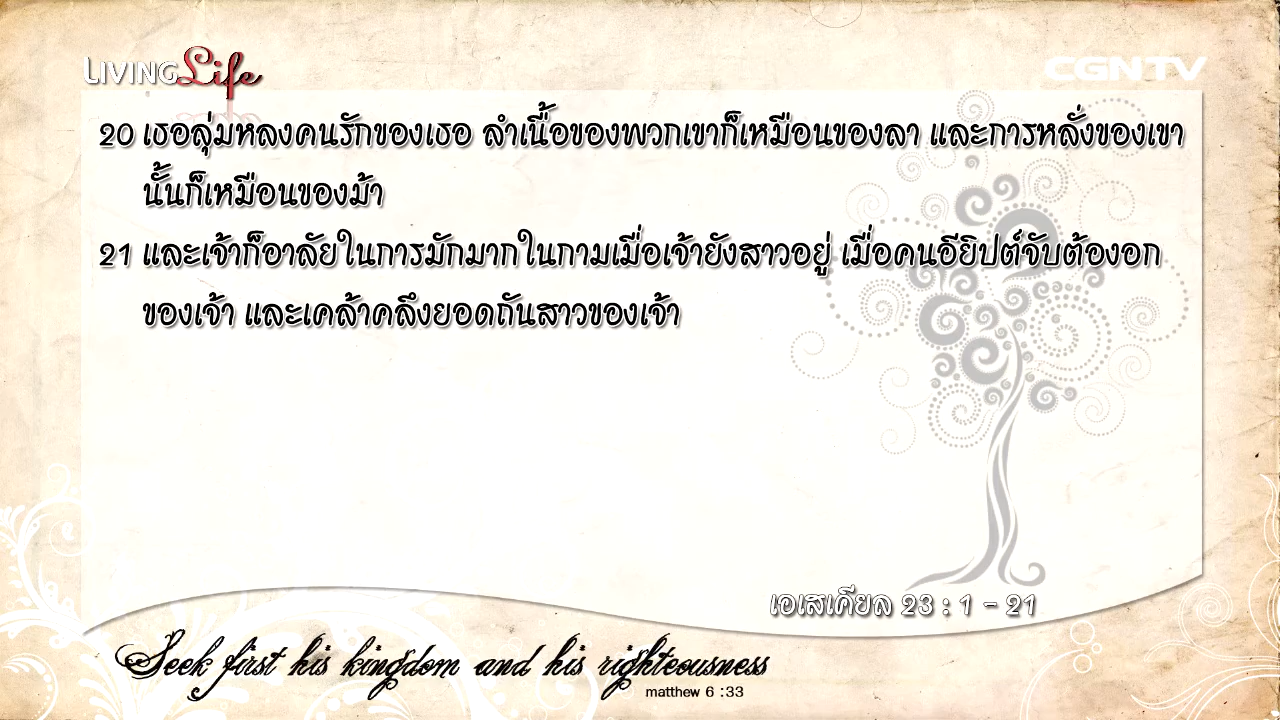 LIVING Life
CGNTV
20 เธอลุ่มหลงคนรักของเธอ ลำเนื้อของพวกเขาก็เหมือนของลา และการหลั่งของเขา
นั้นก็เหมือนของม้า
21 และเจ้าก็อาลัยในการมักมากในกามเมื่อเจ้ายังสาวอยู่ เมื่อคนอียิปต์จับต้องอก
ของเจ้า และเคล้าคลึงยอดถันสาวของเจ้า
เอเสเคียล 23 : 1 - 21
Seek first his kingdom and his righteousness
matthew 6 :33